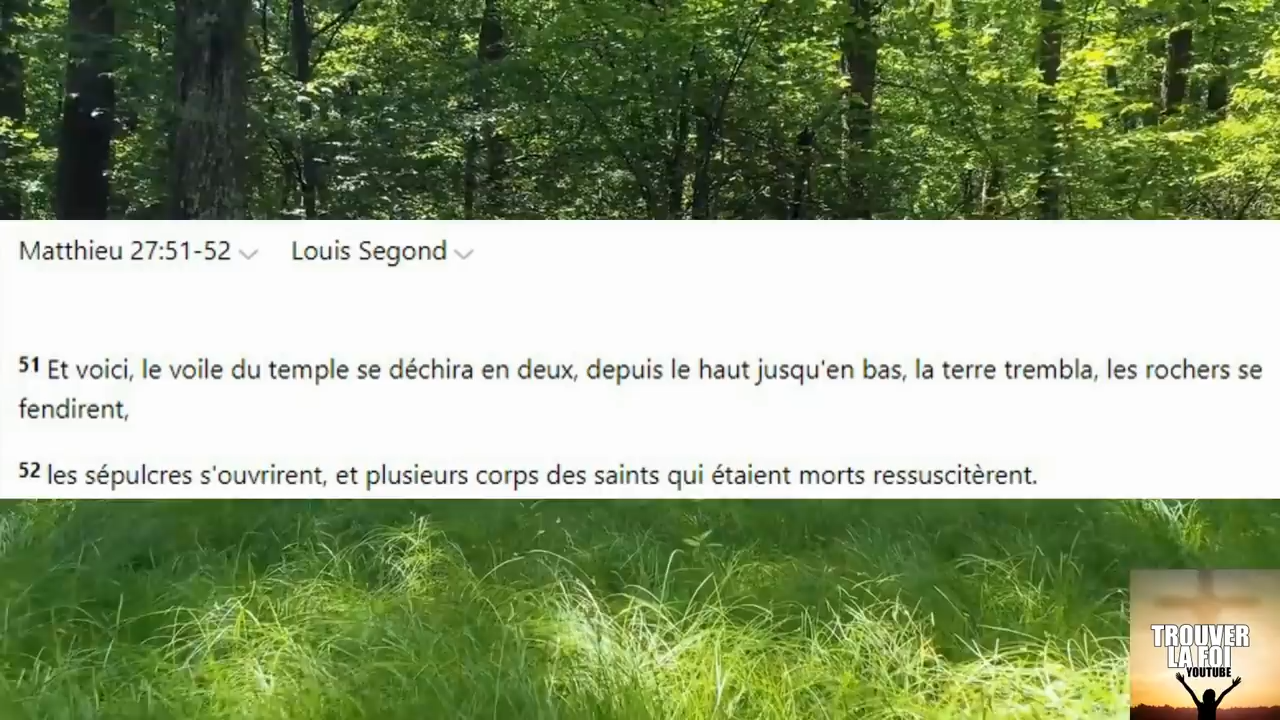 Matthieu 27:51-52 Louis Segond
51 Et voici, le voile du temple se déchira en deux, depuis le haut jusqu'en bas, la terre trembla, les rochers se
fendirent,
52 les sépulcres s'ouvrirent, et plusieurs corps des saints qui étaient morts ressuscitèrent.
TROUVER
LA FOI
YOUTUBE